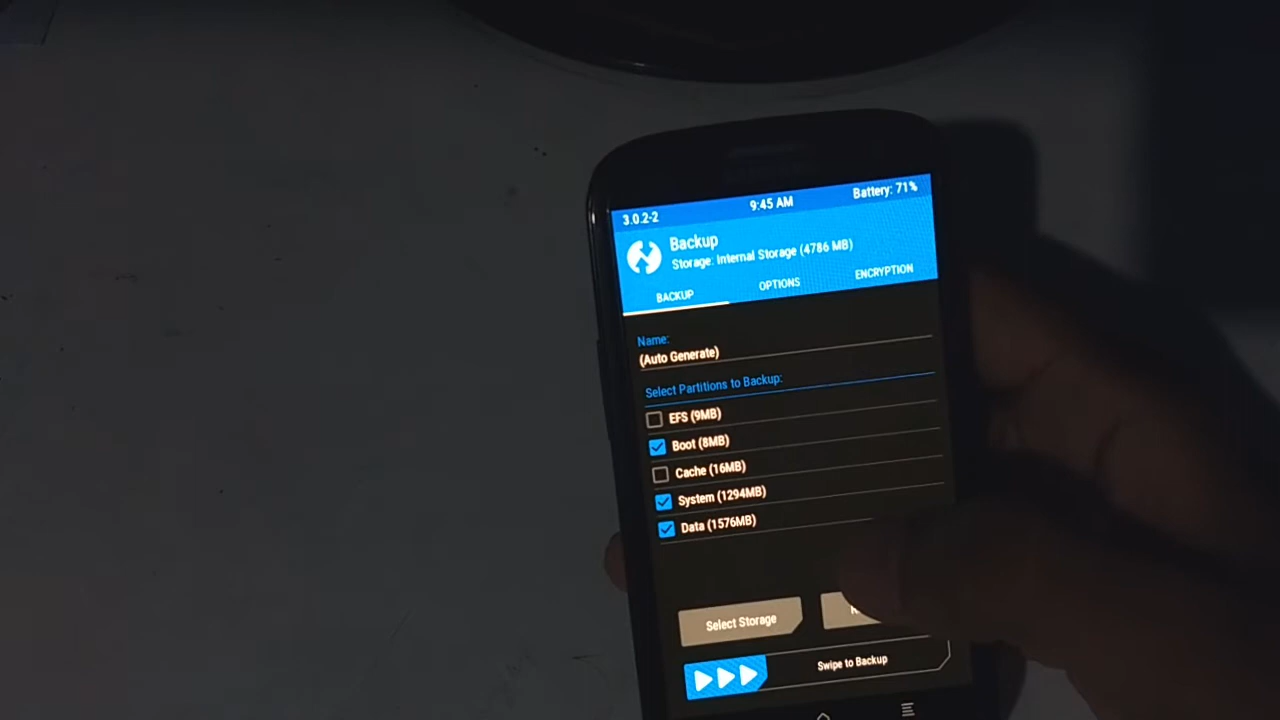 3.0.2-2 9:45 AM Battery: 71%
Backup
Storage: Internal Storage (4786 MB)
BACKUP OPTIONS ENCRYPTION
Name:
(Auto Generate)
Select Partitions to Backup:
EFS (9MB)
Boot (8MB)
Cache (16MB)
System (1294MB)
Data (1576MB)
Select Storage
Swipe to Backup